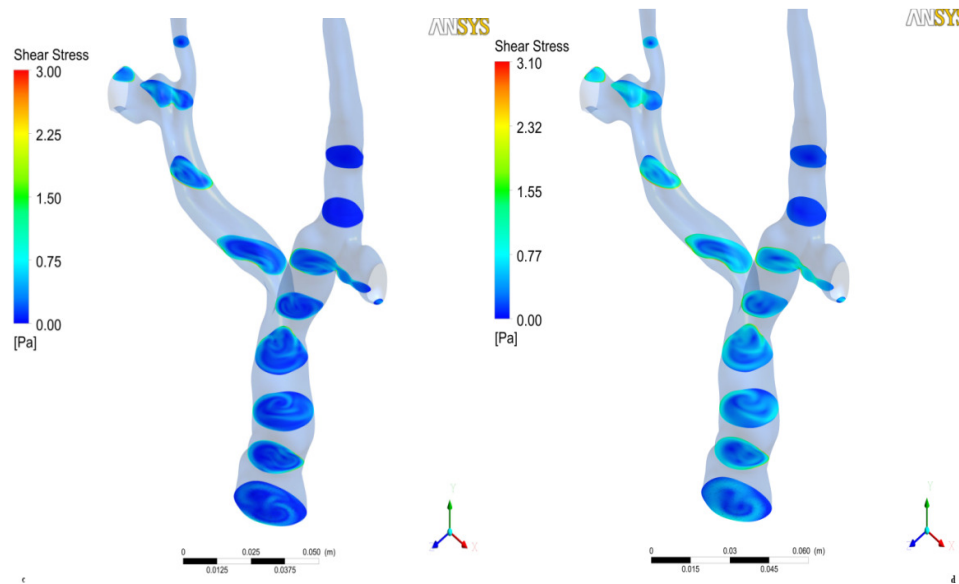 ANSYS
Shear Stress
3.00
2.25
1.50
0.75
0.00
[Pa]
0 0.025 0.050 (m)
0.0125 0.0375
c
ANSYS
Shear Stress
3.10
2.32
1.55
0.77
0.00
[Pa]
0 0.03 0.060 (m)
0.015 0.045
d